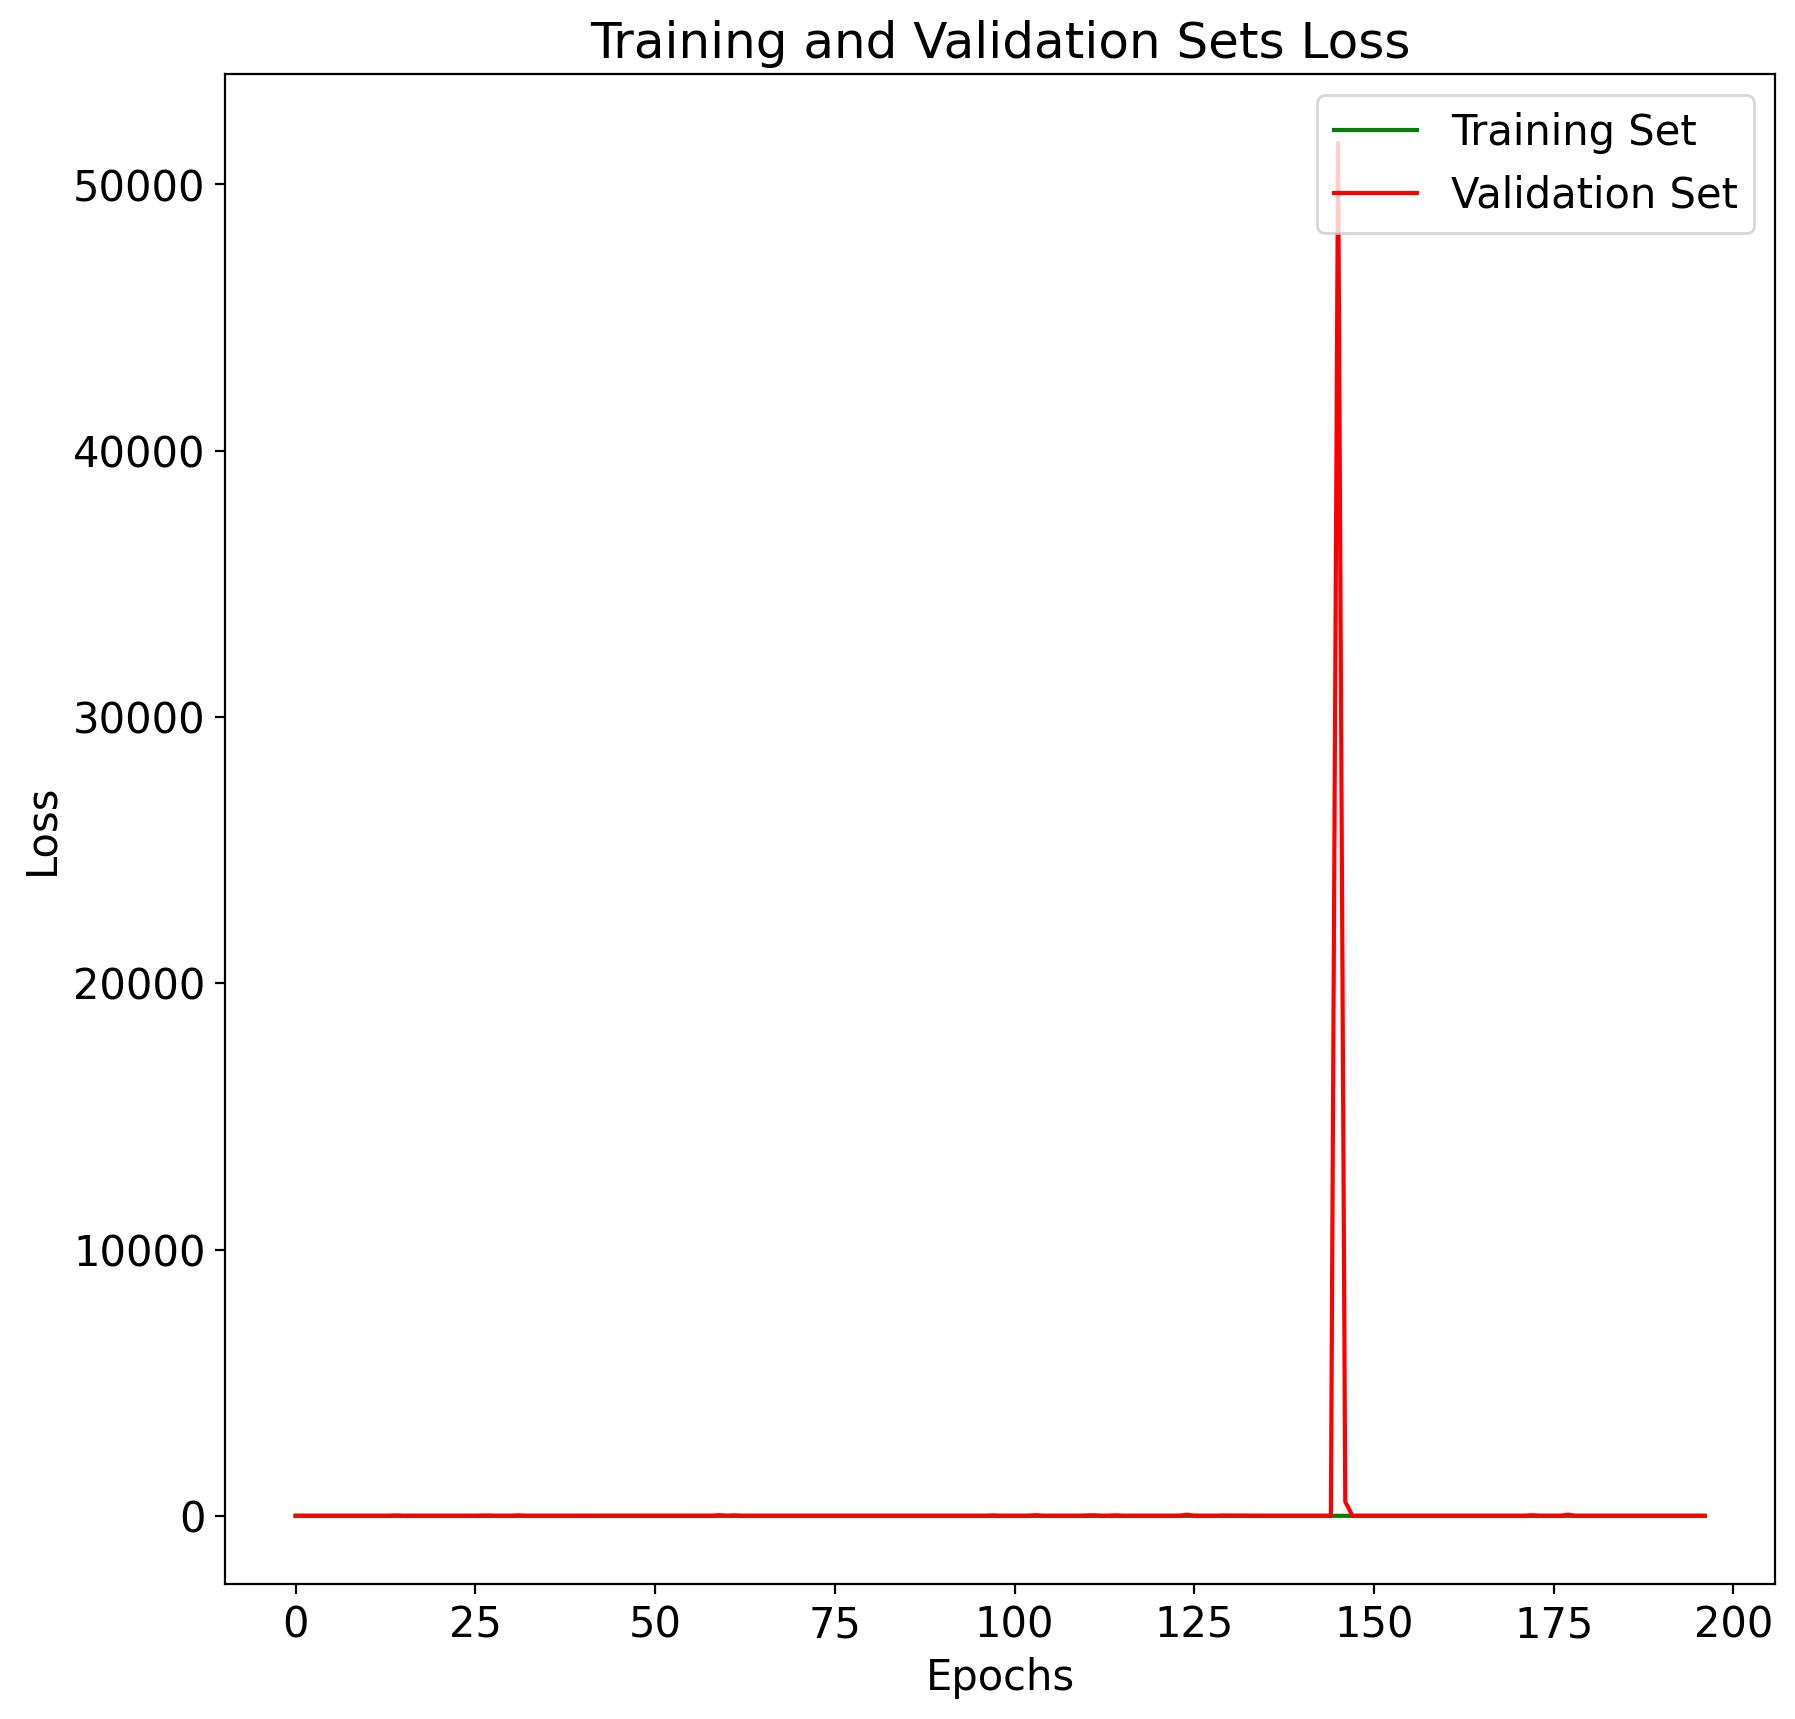 Training and Validation Sets Loss
Training Set
Validation Set
50000
40000
30000
20000
10000
0
Loss
0 25 50 75 100 125 150 175 200
Epochs